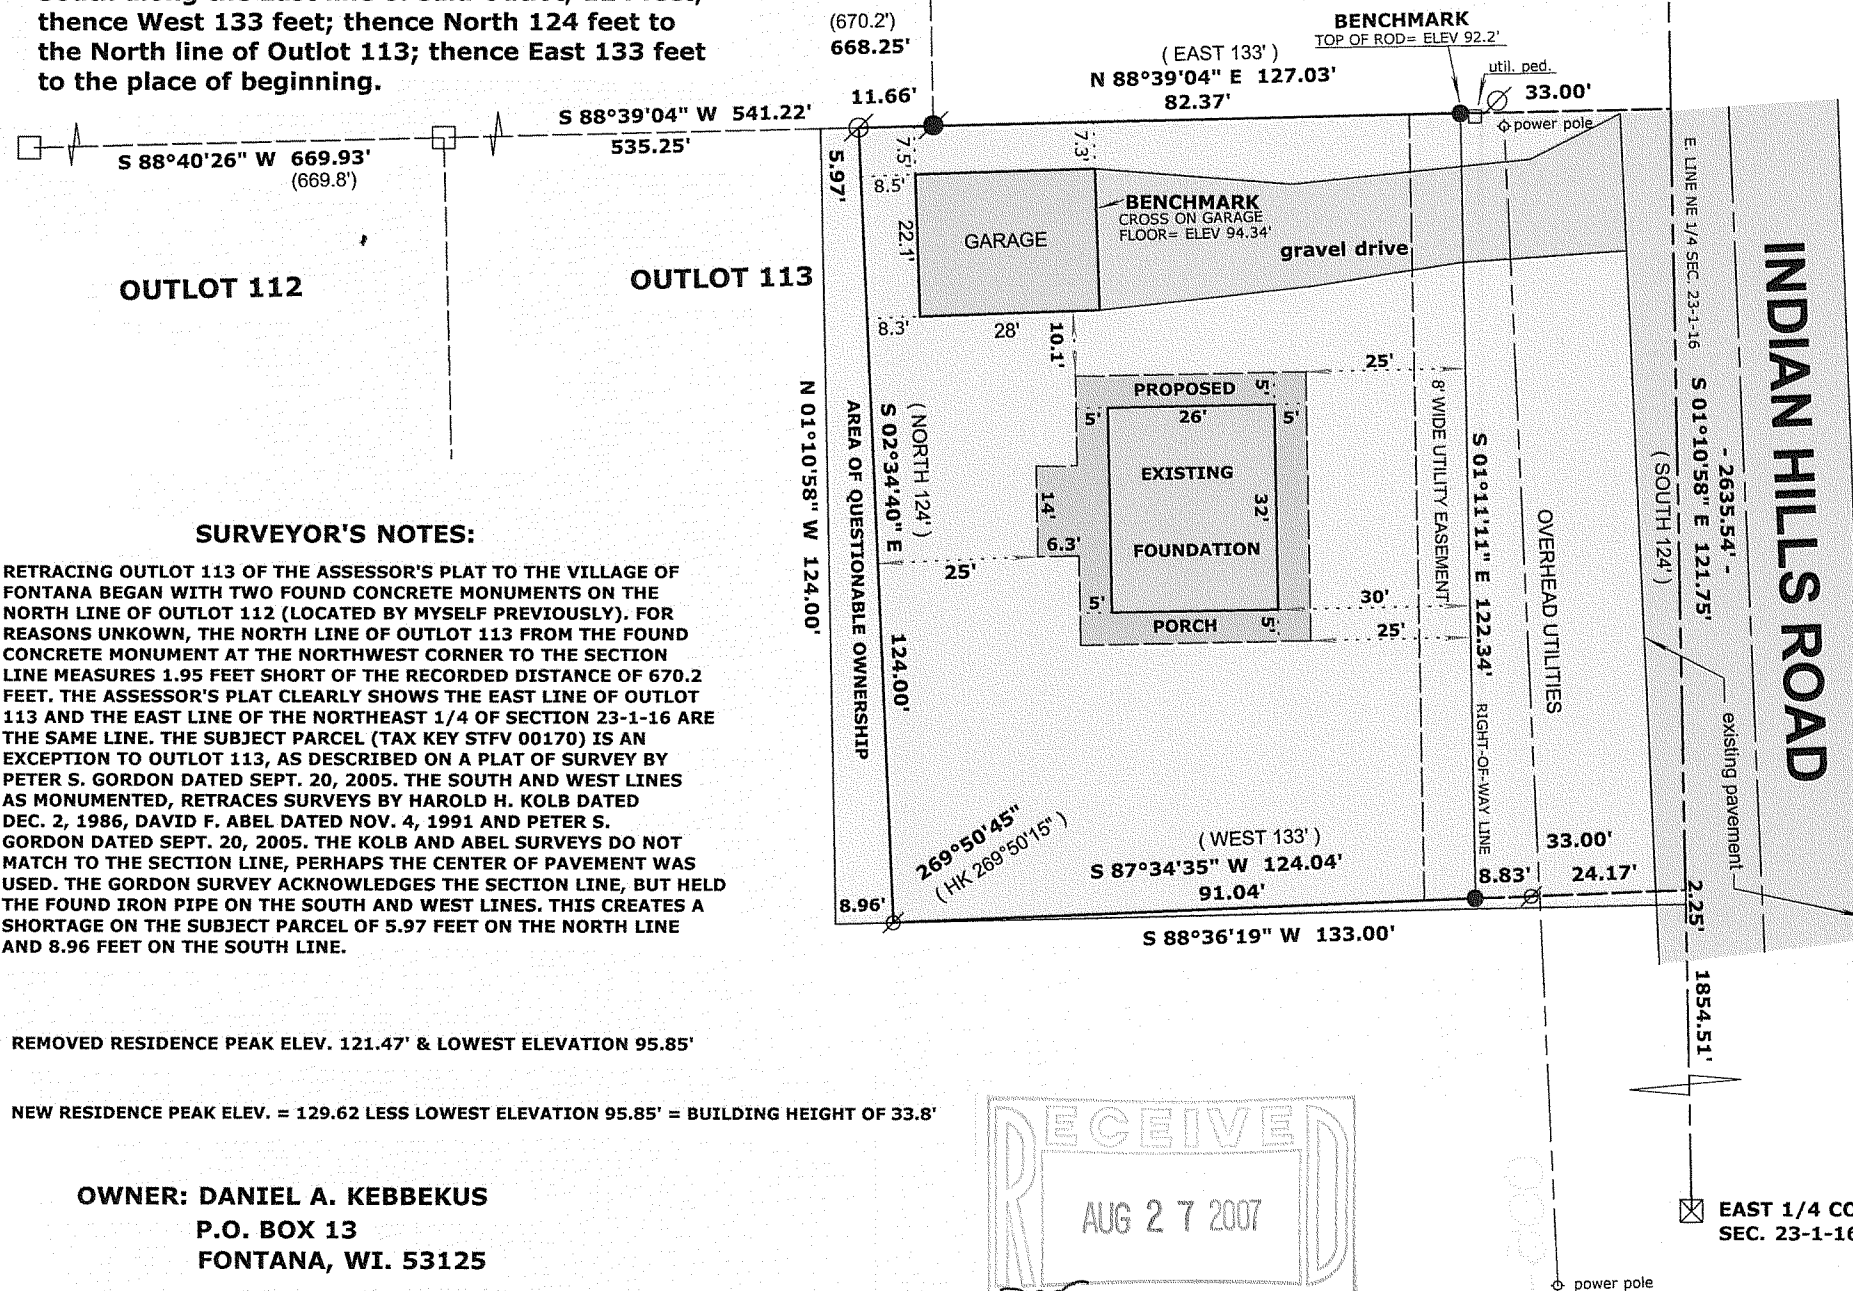 thence West 133 feet; thence North 124 feet to
the North line of Outlot 113; thence East 133 feet
to the place of beginning.
(670.2')
668.25'
11.66'
( EAST 133' )
N 88°39'04" E 127.03'
82.37'
BENCHMARK
TOP OF ROD= ELEV 92.2'
util. ped.
33.00'
power pole
S 88°39'04" W 541.22'
535.25'
S 88°40'26" W 669.93'
(669.8')
OUTLOT 112
OUTLOT 113
5.97'
7.5'
7.3'
8.5'
22.1'
GARAGE
8.3'
28'
10.1'
BENCHMARK
CROSS ON GARAGE
FLOOR= ELEV 94.34'
gravel drive
25'
PROPOSED
5'
5'
26'
5'
EXISTING
14'
32'
6.3'
FOUNDATION
25'
5'
30'
PORCH
5'
25'
N 01°10'58" W 124.00'
AREA OF QUESTIONABLE OWNERSHIP
S 02°34'40" E
124.00'
( NORTH 124' )
8' WIDE UTILITY EASEMENT
S 01°11'11" E 122.34'
RIGHT-OF-WAY LINE
OVERHEAD UTILITIES
( SOUTH 124' )
E. LINE NE 1/4 SEC. 23-1-16
S 01°10'58" E 121.75'
- 2635.54' -
INDIAN HILLS ROAD
existing pavement
269°50'45"
( HK 269°50'15" )
( WEST 133' )
S 87°34'35" W 124.04'
91.04'
33.00'
8.83'
24.17'
2.25'
8.96'
S 88°36'19" W 133.00'
1854.51'
SURVEYOR'S NOTES:
RETRACING OUTLOT 113 OF THE ASSESSOR'S PLAT TO THE VILLAGE OF
FONTANA BEGAN WITH TWO FOUND CONCRETE MONUMENTS ON THE
NORTH LINE OF OUTLOT 112 (LOCATED BY MYSELF PREVIOUSLY). FOR
REASONS UNKOWN, THE NORTH LINE OF OUTLOT 113 FROM THE FOUND
CONCRETE MONUMENT AT THE NORTHWEST CORNER TO THE SECTION
LINE MEASURES 1.95 FEET SHORT OF THE RECORDED DISTANCE OF 670.2
FEET. THE ASSESSOR'S PLAT CLEARLY SHOWS THE EAST LINE OF OUTLOT
113 AND THE EAST LINE OF THE NORTHEAST 1/4 OF SECTION 23-1-16 ARE
THE SAME LINE. THE SUBJECT PARCEL (TAX KEY STFV 00170) IS AN
EXCEPTION TO OUTLOT 113, AS DESCRIBED ON A PLAT OF SURVEY BY
PETER S. GORDON DATED SEPT. 20, 2005. THE SOUTH AND WEST LINES
AS MONUMENTED, RETRACES SURVEYS BY HAROLD H. KOLB DATED
DEC. 2, 1986, DAVID F. ABEL DATED NOV. 4, 1991 AND PETER S.
GORDON DATED SEPT. 20, 2005. THE KOLB AND ABEL SURVEYS DO NOT
MATCH TO THE SECTION LINE, PERHAPS THE CENTER OF PAVEMENT WAS
USED. THE GORDON SURVEY ACKNOWLEDGES THE SECTION LINE, BUT HELD
THE FOUND IRON PIPE ON THE SOUTH AND WEST LINES. THIS CREATES A
SHORTAGE ON THE SUBJECT PARCEL OF 5.97 FEET ON THE NORTH LINE
AND 8.96 FEET ON THE SOUTH LINE.
REMOVED RESIDENCE PEAK ELEV. 121.47' & LOWEST ELEVATION 95.85'
NEW RESIDENCE PEAK ELEV. = 129.62 LESS LOWEST ELEVATION 95.85' = BUILDING HEIGHT OF 33.8'
OWNER: DANIEL A. KEBBEKUS
P.O. BOX 13
FONTANA, WI. 53125
RECEIVED
AUG 27 2007
EAST 1/4 CO
SEC. 23-1-16
power pole